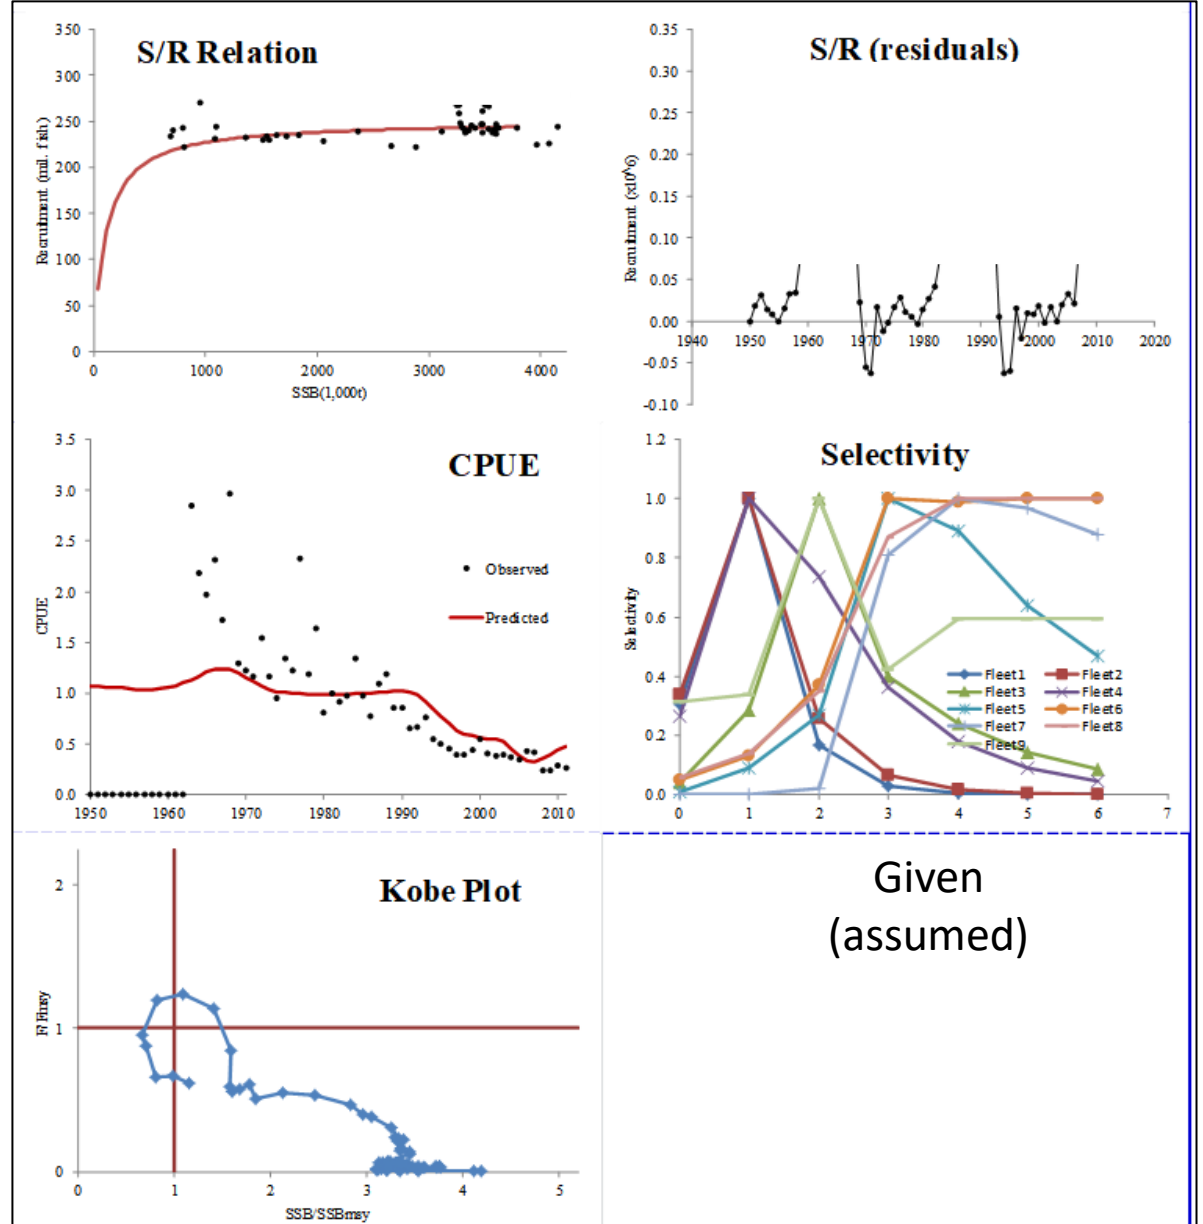 S/R Relation
350
300
250
200
150
100
50
0
0 1000 2000 3000 4000
Recruitment (mil. fish)
SSB(1,000t)
S/R (residuals)
0.35
0.30
0.25
0.20
0.15
0.10
0.05
0.00
-0.05
-0.10
1940 1950 1960 1970 1980 1990 2000 2010 2020
Recruitment (x10^6)
CPUE
3.5
3.0
2.5
2.0
1.5
1.0
0.5
0.0
1950 1960 1970 1980 1990 2000 2010
CPUE
Observed
Predicted
Selectivity
1.2
1.0
0.8
0.6
0.4
0.2
0.0
0 1 2 3 4 5 6 7
Selectivity
Fleet1 Fleet2
Fleet3 Fleet4
Fleet5 Fleet6
Fleet7 Fleet8
Fleet9
Kobe Plot
2
1
0
0 1 2 3 4 5
F/Fmsy
SSB/SSBmsy
Given
(assumed)